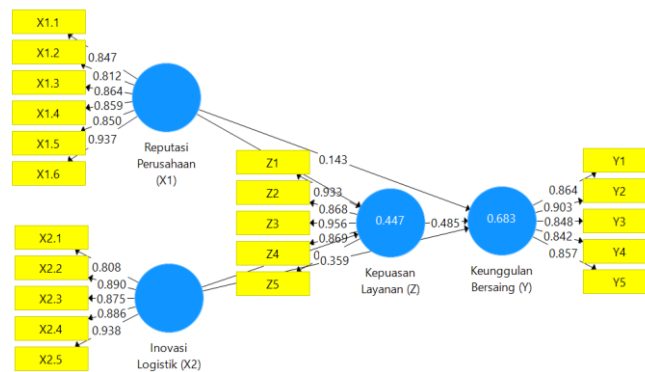 X1.1
X1.2
X1.3
X1.4
X1.5
X1.6
0.847
0.812
0.864
0.859
0.850
0.937
Reputasi
Perusahaan
(X1)
X2.1
X2.2
X2.3
X2.4
X2.5
0.808
0.890
0.875
0.886
0.938
Inovasi
Logistik (X2)
Z1
Z2
Z3
Z4
Z5
0.933
0.868
0.956
0.869
0.143
0.359
0.447
Kepuasan
Layanan (Z)
0.485
0.683
Keunggulan
Bersaing (Y)
0.864
0.903
0.848
0.842
0.857
Y1
Y2
Y3
Y4
Y5